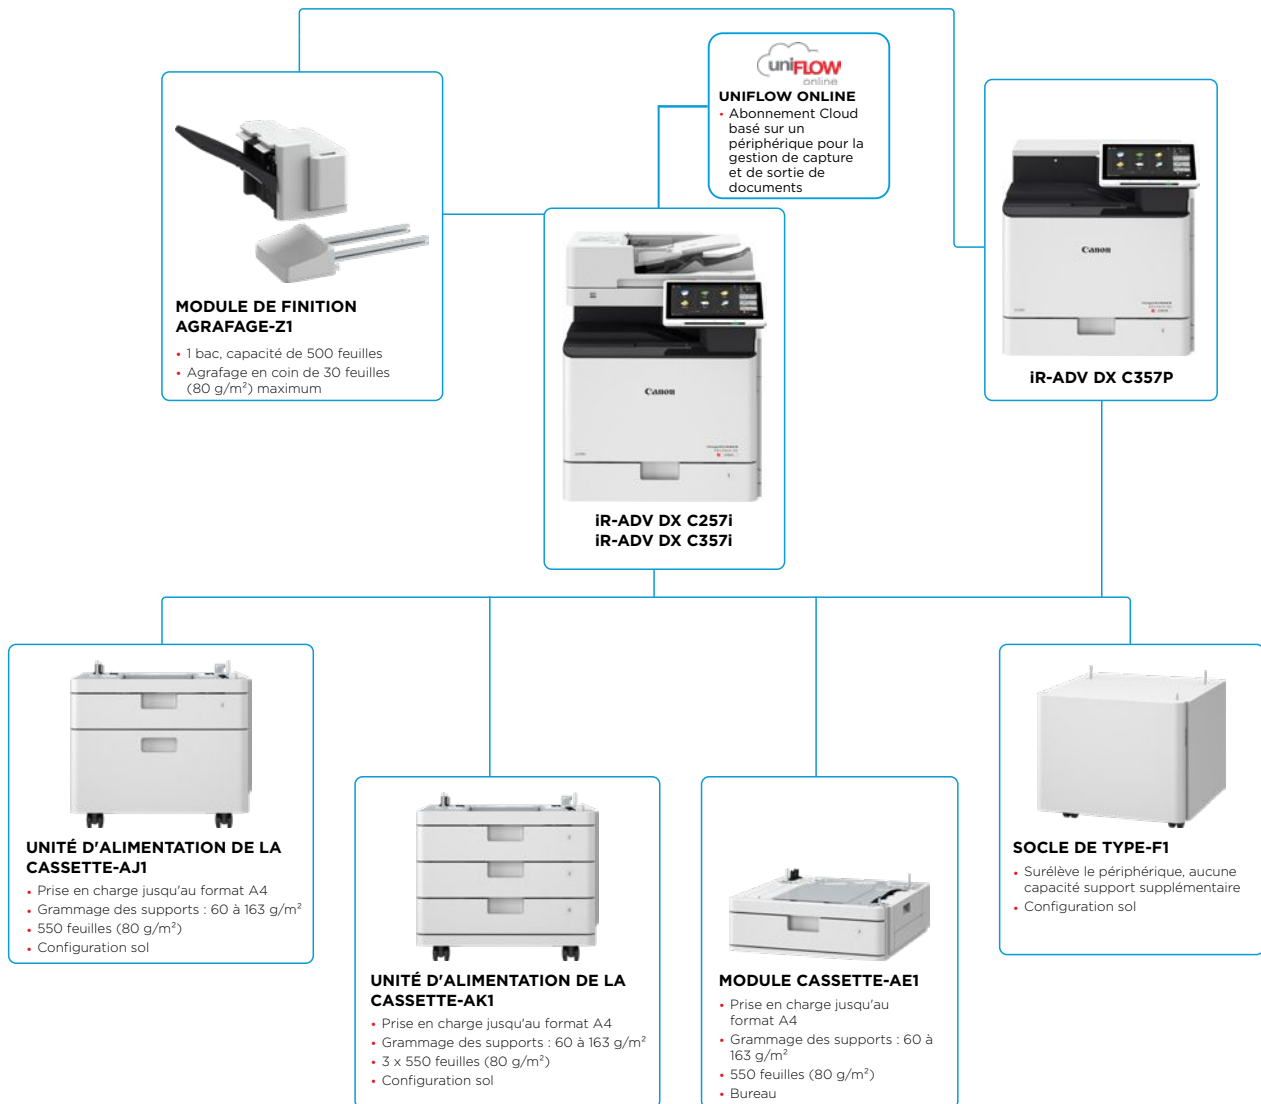 uniFLOW
online
UNIFLOW ONLINE
• Abonnement Cloud
basé sur un
périphérique pour la
gestion de capture
et de sortie de
documents
MODULE DE FINITION
AGRAFAGE-Z1
• 1 bac, capacité de 500 feuilles
• Agrafage en coin de 30 feuilles
(80 g/m²) maximum
Canon
iR-ADV DX C257i
iR-ADV DX C357i
Canon
iR-ADV DX C357P
UNITÉ D'ALIMENTATION DE LA
CASSETTE-AJ1
• Prise en charge jusqu'au format A4
• Grammage des supports : 60 à 163 g/m²
• 550 feuilles (80 g/m²)
• Configuration sol
UNITÉ D'ALIMENTATION DE LA
CASSETTE-AK1
• Prise en charge jusqu'au format A4
• Grammage des supports : 60 à 163 g/m²
• 3 x 550 feuilles (80 g/m²)
• Configuration sol
MODULE CASSETTE-AE1
• Prise en charge jusqu'au
format A4
• Grammage des supports : 60 à
163 g/m²
• 550 feuilles (80 g/m²)
• Bureau
SOCLE DE TYPE-F1
• Surélève le périphérique, aucune
capacité support supplémentaire
• Configuration sol